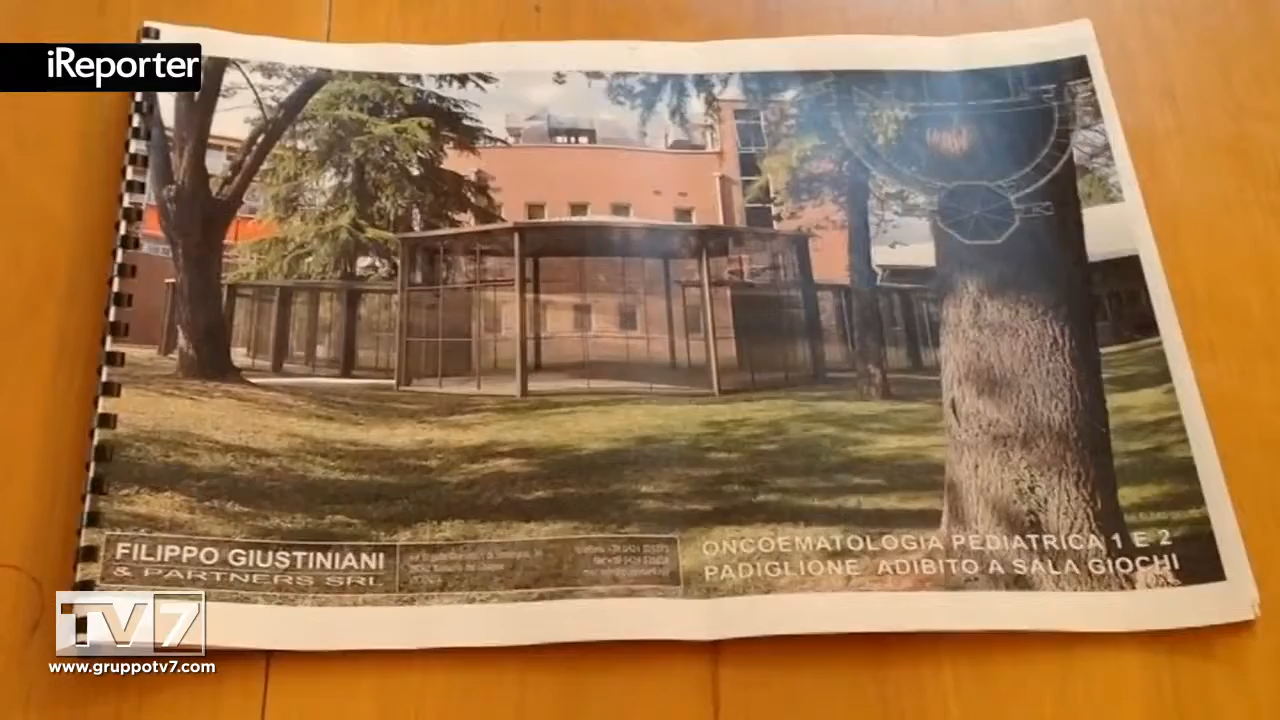 iReporter
FILIPPO GIUSTINIANI
& PARTNERS SRL
ONCOEMATOLOGIA PEDIATRICA 1 E 2
PADIGLIONE ADIBITO A SALA GIOCHI
TV7
www.gruppotv7.com